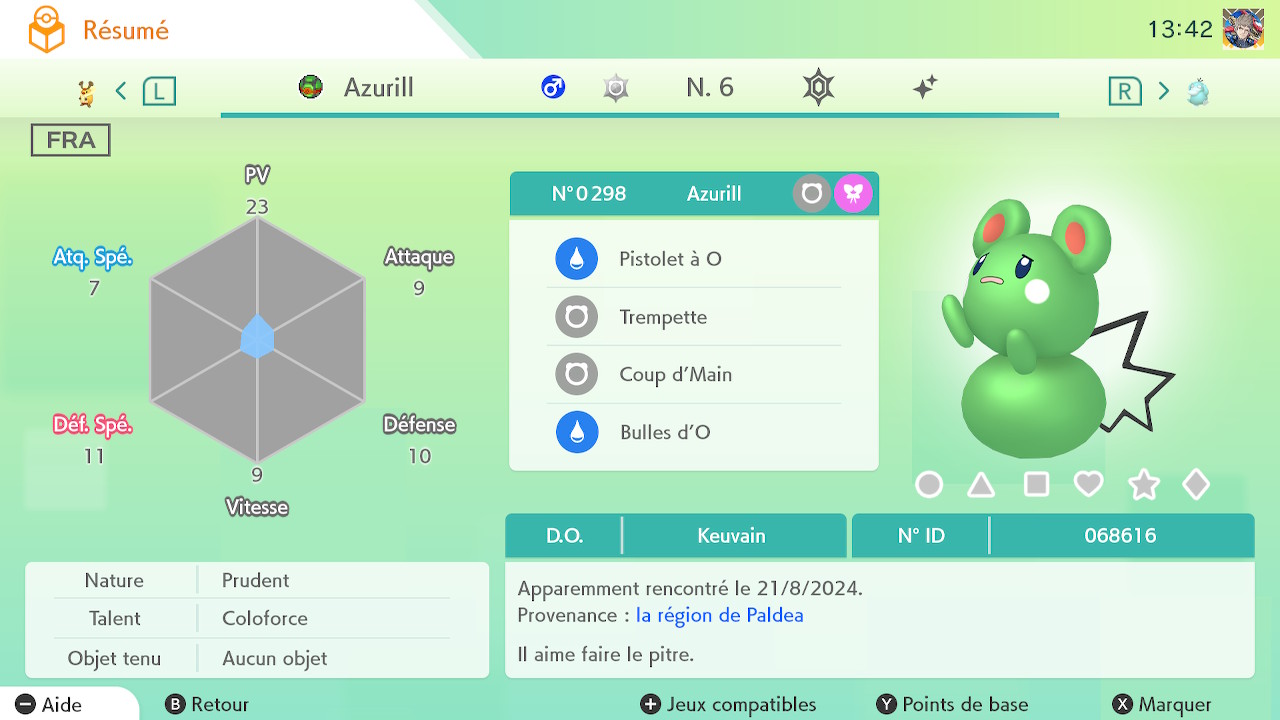 Résumé
13:42
L
Azurill
N. 6
R
FRA
PV
23
Atq. Spé.
7
Attaque
9
Déf. Spé.
11
Défense
10
9
Vitesse
N°0298 Azurill
Pistolet à O
Trempette
Coup d'Main
Bulles d'O
D.O. Keuvain
N° ID 068616
Nature Prudent
Talent Coloforce
Objet tenu Aucun objet
Apparemment rencontré le 21/8/2024.
Provenance : la région de Paldea
Il aime faire le pitre.
Aide
B Retour
Jeux compatibles
Y Points de base
X Marquer